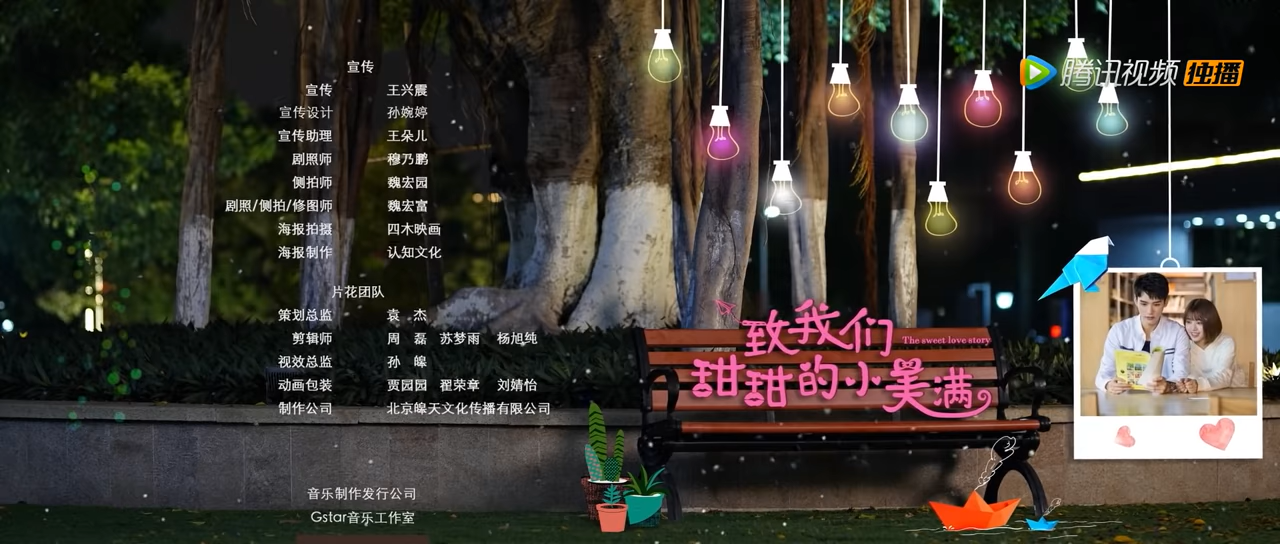 宣传
宣传 王兴震
宣传设计 孙婉婷
宣传助理 王朵儿
剧照师 穆乃鹏
侧拍师 魏宏园
剧照/侧拍/修图师 魏宏富
海报拍摄 四木映画
海报制作 认知文化
片花团队
策划总监 袁 杰
剪辑师 周 磊 苏梦雨 杨旭纯
视效总监 孙 皞
动画包装 贾园园 翟荣章 刘婧怡
制作公司 北京皞天文化传播有限公司
音乐制作发行公司
Gstar音乐工作室
腾讯视频 独播
致我们
The sweet love story
甜甜的小美满